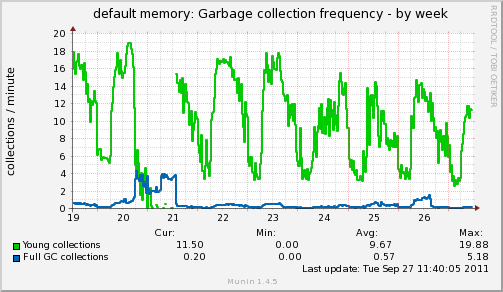 default memory: Garbage collection frequency - by week
RRDTOOL / TOBI OETIKER
collections / minute
20
18
16
14
12
10
8
6
4
2
0
19 20 21 22 23 24 25 26
Cur: Min: Avg: Max:
Young collections 11.50 0.00 9.67 19.88
Full GC collections 0.20 0.00 0.57 5.18
Last update: Tue Sep 27 11:40:05 2011
Munin 1.4.5